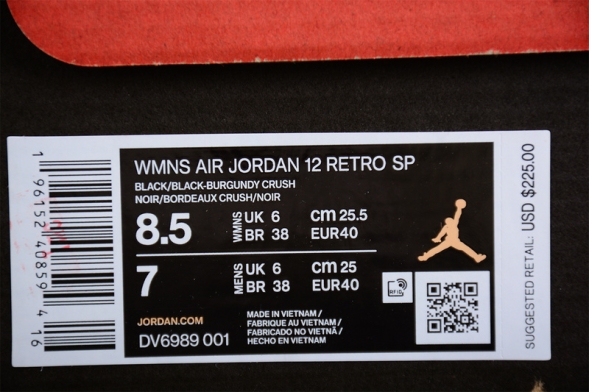 WMNS AIR JORDAN 12 RETRO SP
BLACK/BLACK-BURGUNDY CRUSH
NOIR/BORDEAUX CRUSH/NOIR
8.5 WMNS UK 6 cm 25.5
BR 38 EUR40
7 MENS UK 6 cm 25
BR 38 EUR40
RFID
JORDAN.COM
DV6989 001
MADE IN VIETNAM /
FABRIQUE AU VIETNAM /
FABRICADO NO VIETNÃ /
HECHO EN VIETNAM
1 96152 40859 4 16
SUGGESTED RETAIL: USD $225.00